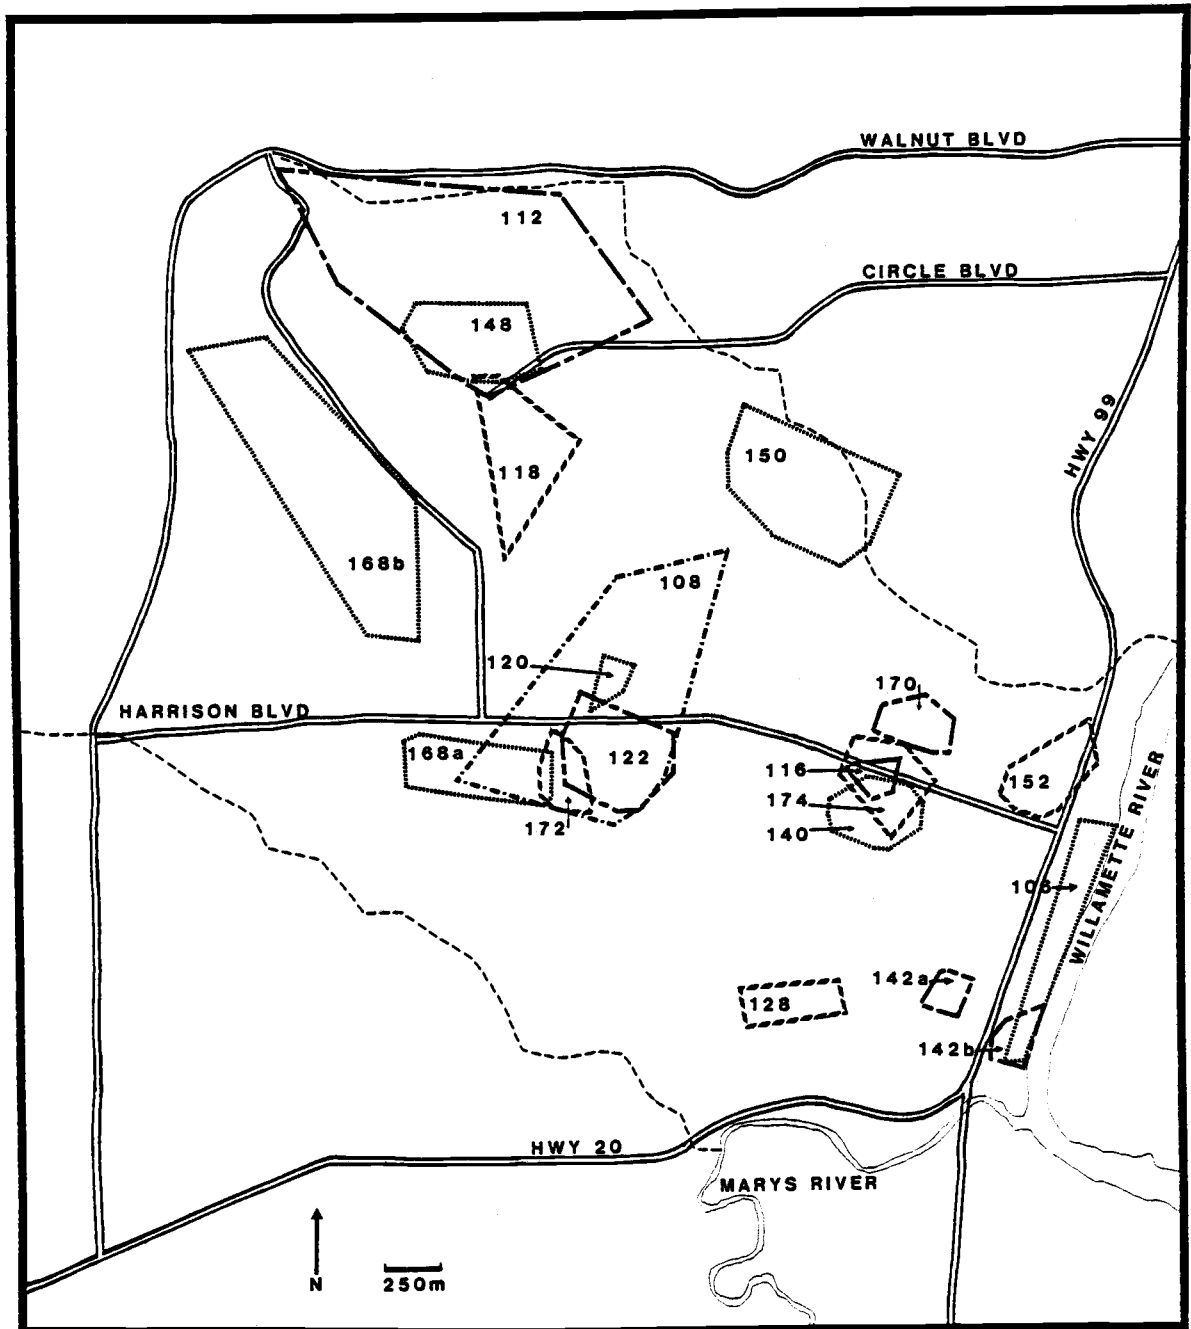 WALNUT BLVD
112
CIRCLE BLVD
148
HWY 99
150
118
168b
108
120
170
HARRISON BLVD
168a
122
116
152
174
172
140
WILLAMETTE RIVER
106
142a
128
142b
HWY 20
MARYS RIVER
N
250m